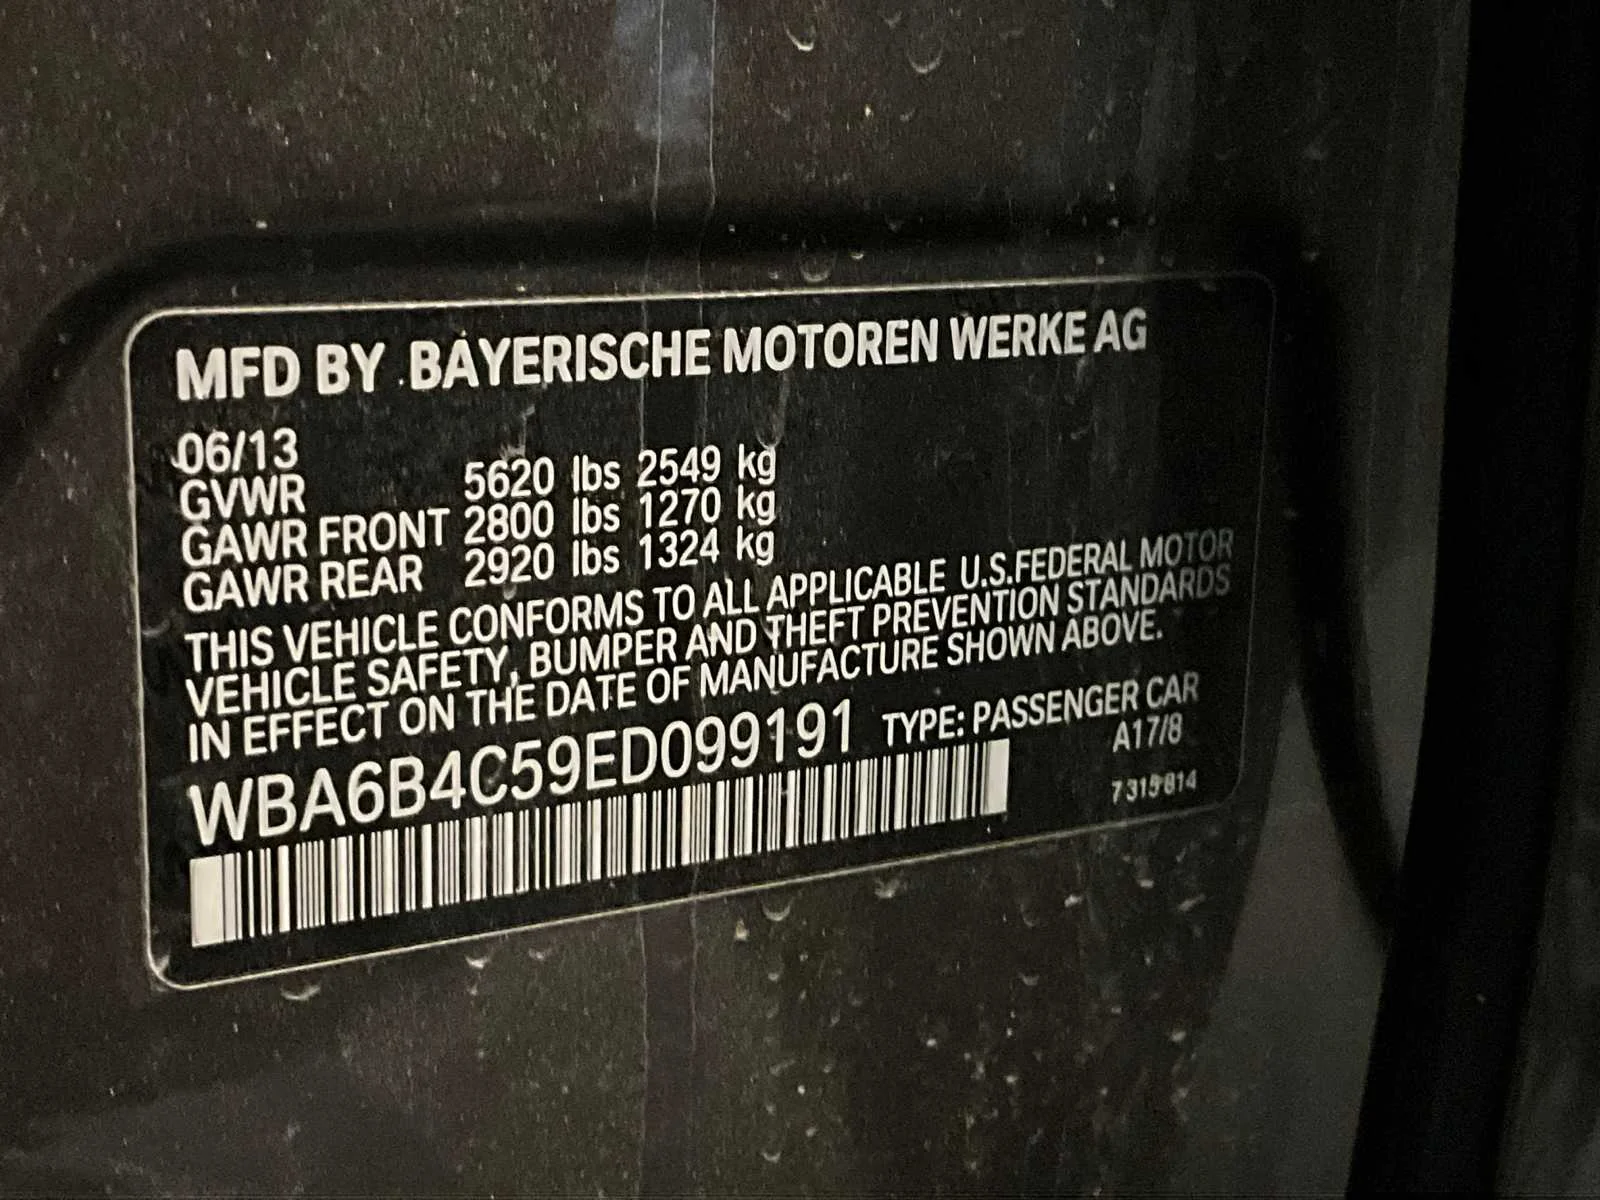 MFD BY BAYERISCHE MOTOREN WERKE AG
06/13
GVWR 5620 lbs 2549 kg
GAWR FRONT 2800 lbs 1270 kg
GAWR REAR 2920 lbs 1324 kg
THIS VEHICLE CONFORMS TO ALL APPLICABLE U.S.FEDERAL MOTOR
VEHICLE SAFETY, BUMPER AND THEFT PREVENTION STANDARDS
IN EFFECT ON THE DATE OF MANUFACTURE SHOWN ABOVE.
WBA6B4C59ED099191 TYPE: PASSENGER CAR
A17/8
7 319 814